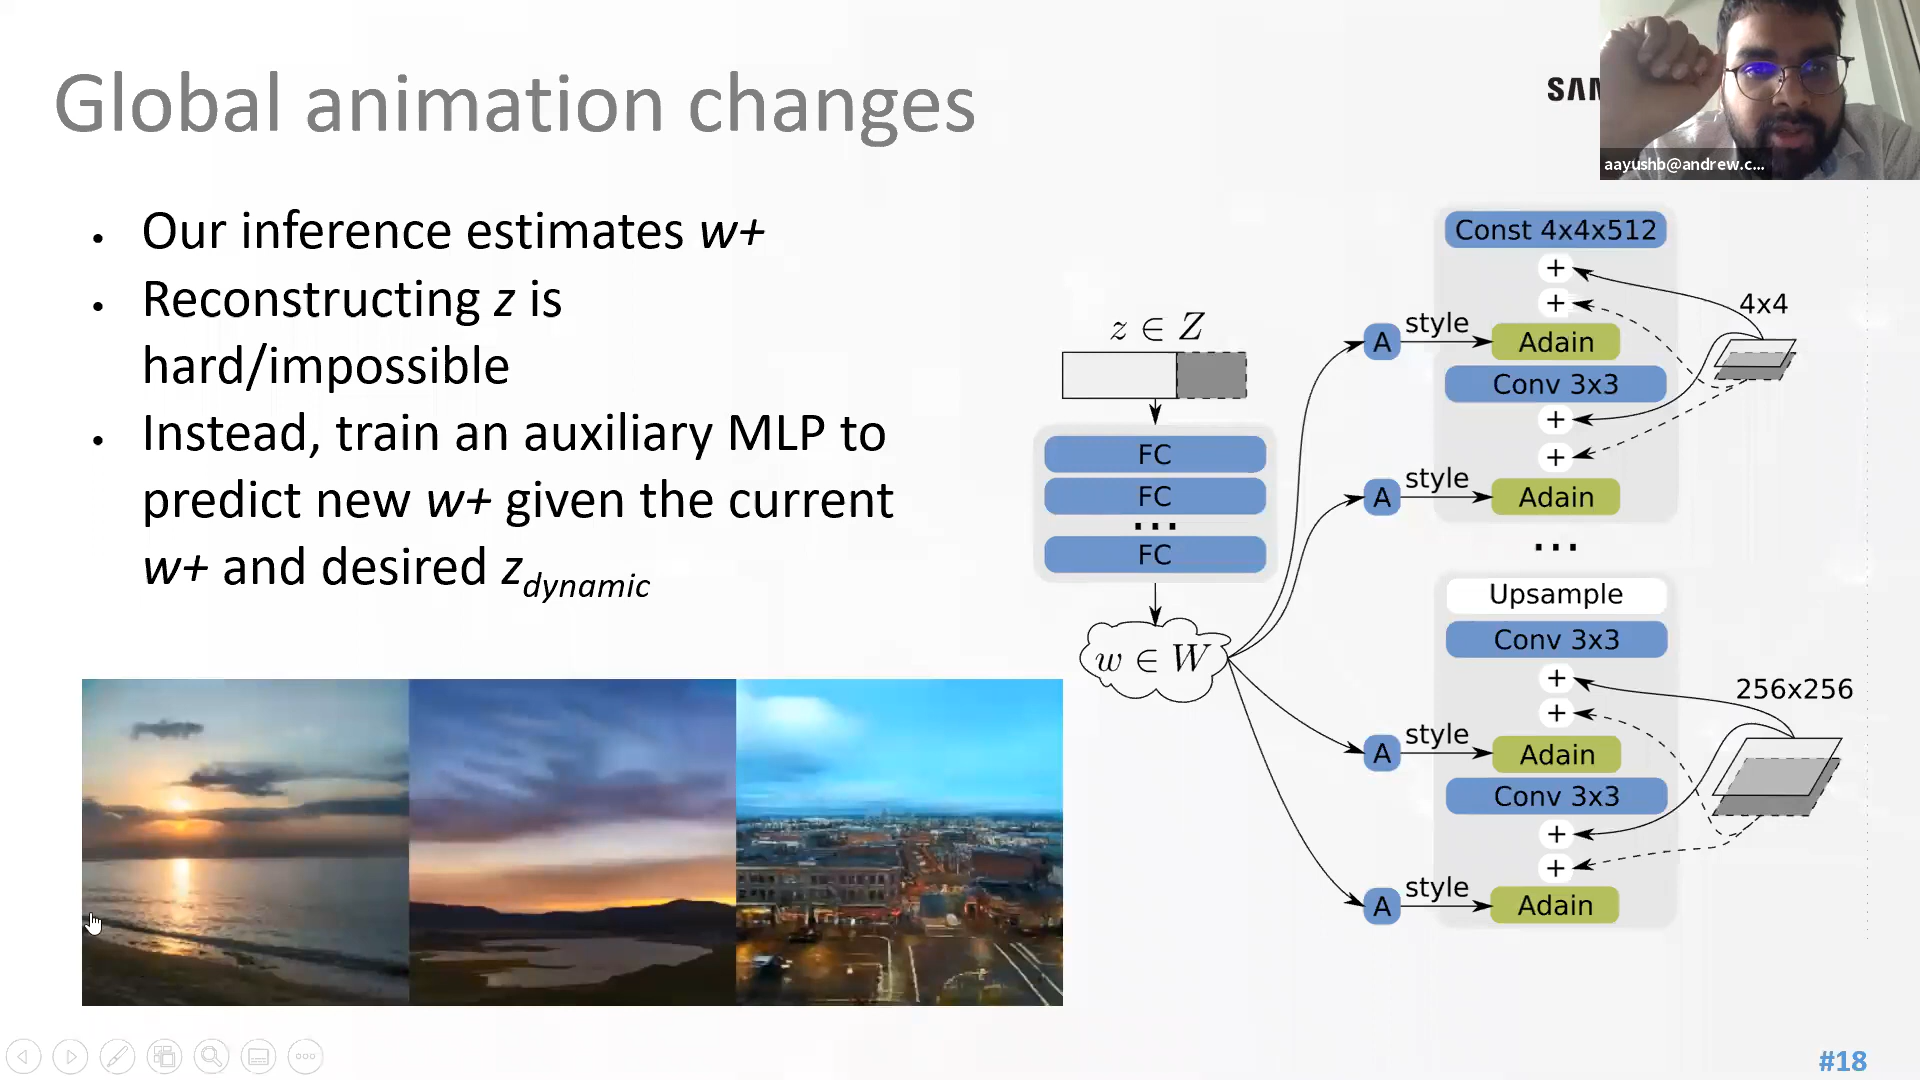 Global animation changes
SAM
aayushb@andrew.c...
• Our inference estimates w+
• Reconstructing z is
hard/impossible
• Instead, train an auxiliary MLP to
predict new w+ given the current
w+ and desired z_dynamic
z ∈ Z
FC
FC
...
FC
w ∈ W
Const 4x4x512
+
+
4x4
A
style
Adain
Conv 3x3
+
+
A
style
Adain
...
Upsample
Conv 3x3
+
+
256x256
A
style
Adain
Conv 3x3
+
+
A
style
Adain
#18